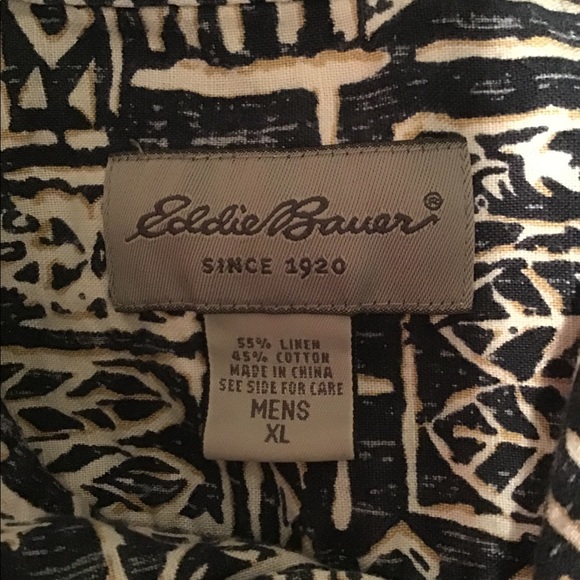 Eddie Bauer®
SINCE 1920
55% LINEN
45% COTTON
MADE IN CHINA
SEE SIDE FOR CARE
MENS
XL